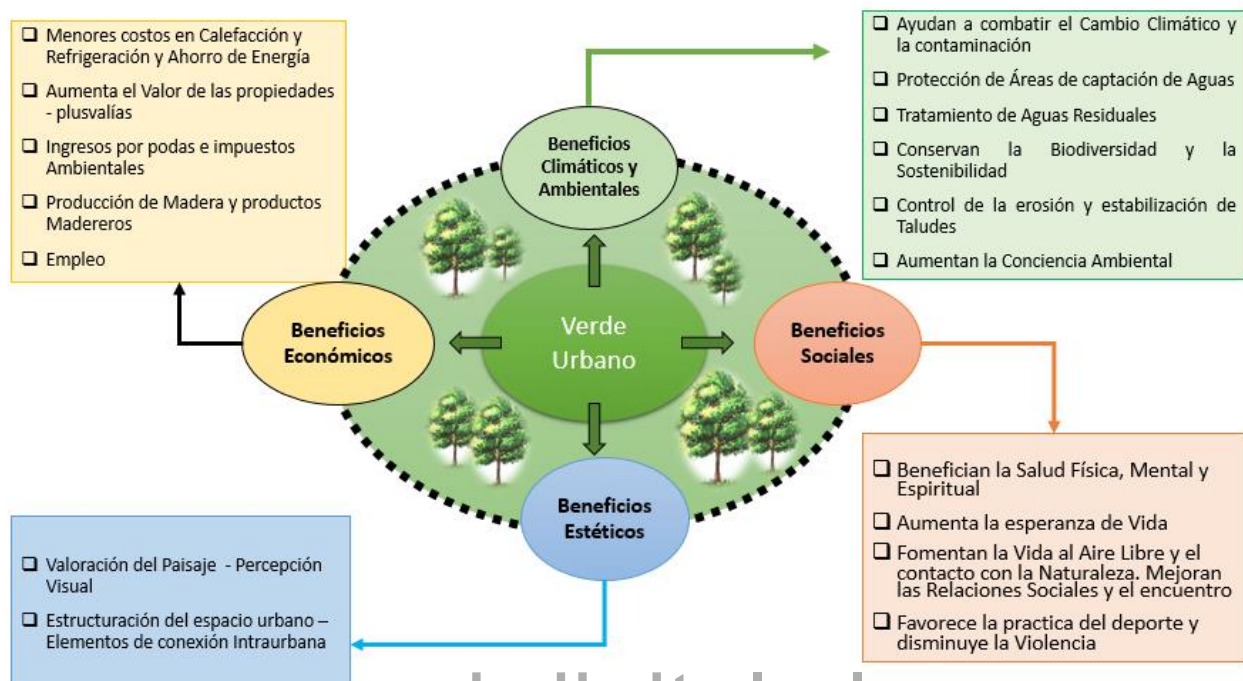 ☐ Menores costos en Calefacción y
Refrigeración y Ahorro de Energía
☐ Aumenta el Valor de las propiedades
- plusvalías
☐ Ingresos por podas e impuestos
Ambientales
☐ Producción de Madera y productos
Madereros
☐ Empleo
Beneficios
Climáticos y
Ambientales
☐ Ayudan a combatir el Cambio Climático y
la contaminación
☐ Protección de Áreas de captación de Aguas
☐ Tratamiento de Aguas Residuales
☐ Conservan la Biodiversidad y la
Sostenibilidad
☐ Control de la erosión y estabilización de
Taludes
☐ Aumentan la Conciencia Ambiental
Beneficios
Económicos
Verde
Urbano
Beneficios
Sociales
Beneficios
Estéticos
☐ Valoración del Paisaje - Percepción
Visual
☐ Estructuración del espacio urbano –
Elementos de conexión Intraurbana
☐ Benefician la Salud Física, Mental y
Espiritual
☐ Aumenta la esperanza de Vida
☐ Fomentan la Vida al Aire Libre y el
contacto con la Naturaleza. Mejoran
las Relaciones Sociales y el encuentro
☐ Favorece la practica del deporte y
disminuye la Violencia